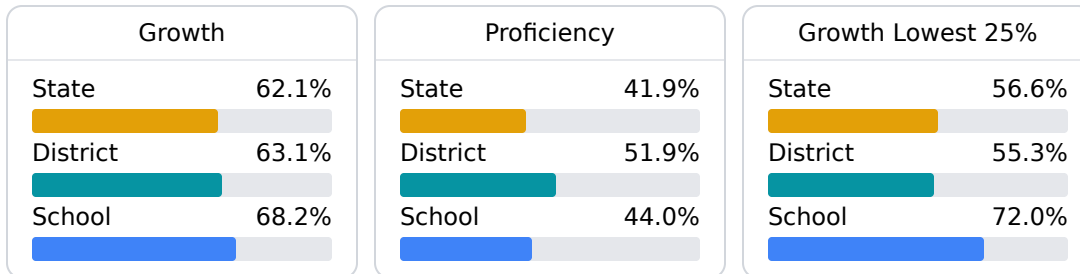 Growth
State 62.1%
District 63.1%
School 68.2%
Proficiency
State 41.9%
District 51.9%
School 44.0%
Growth Lowest 25%
State 56.6%
District 55.3%
School 72.0%